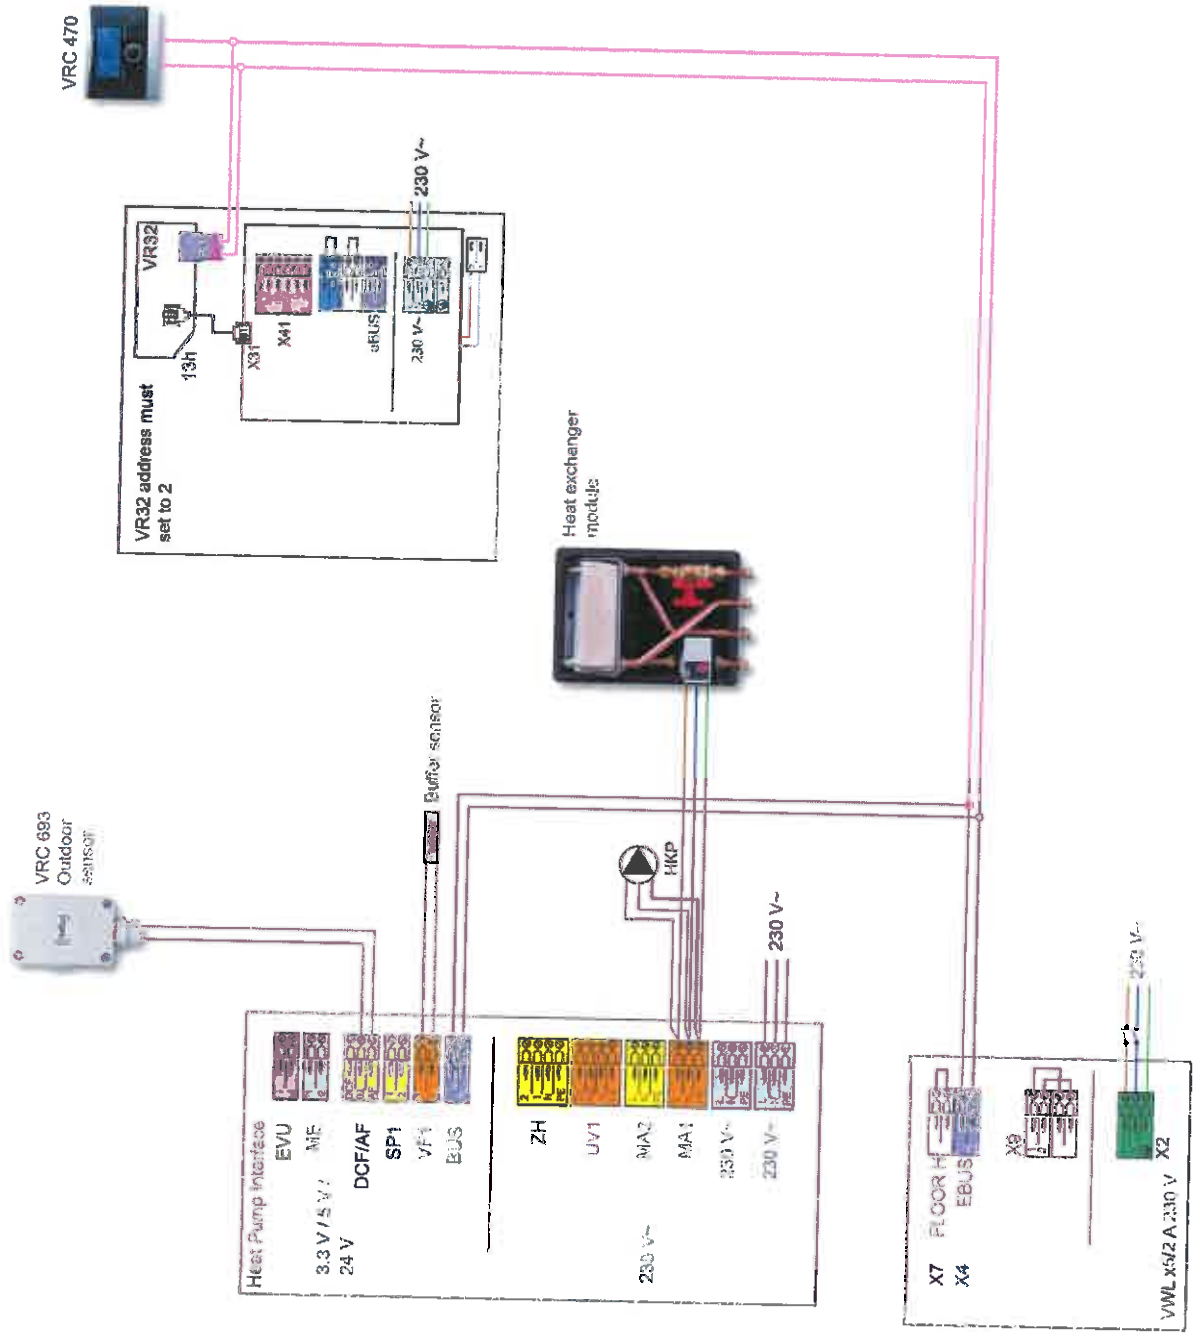 VRC 470
VR32 address must
set to 2
VR32
13h
X31
X41
eBUS
230 V~
230 V~
Heat exchanger
module
VRC 693
Outdoor
sensor
Buffer sensor
HKP
230 V~
Heat Pump Interface
EVU
ME
3.3 V / 5 V /
24 V
DCF/AF
SP1
VF1
BUS
ZH
UV1
MA2
MA1
230 V~
230 V~
230 V~
X7
FLOOR H
X4
EBUS
X9
X2
230 V~
VWL x5/2 A 230 V